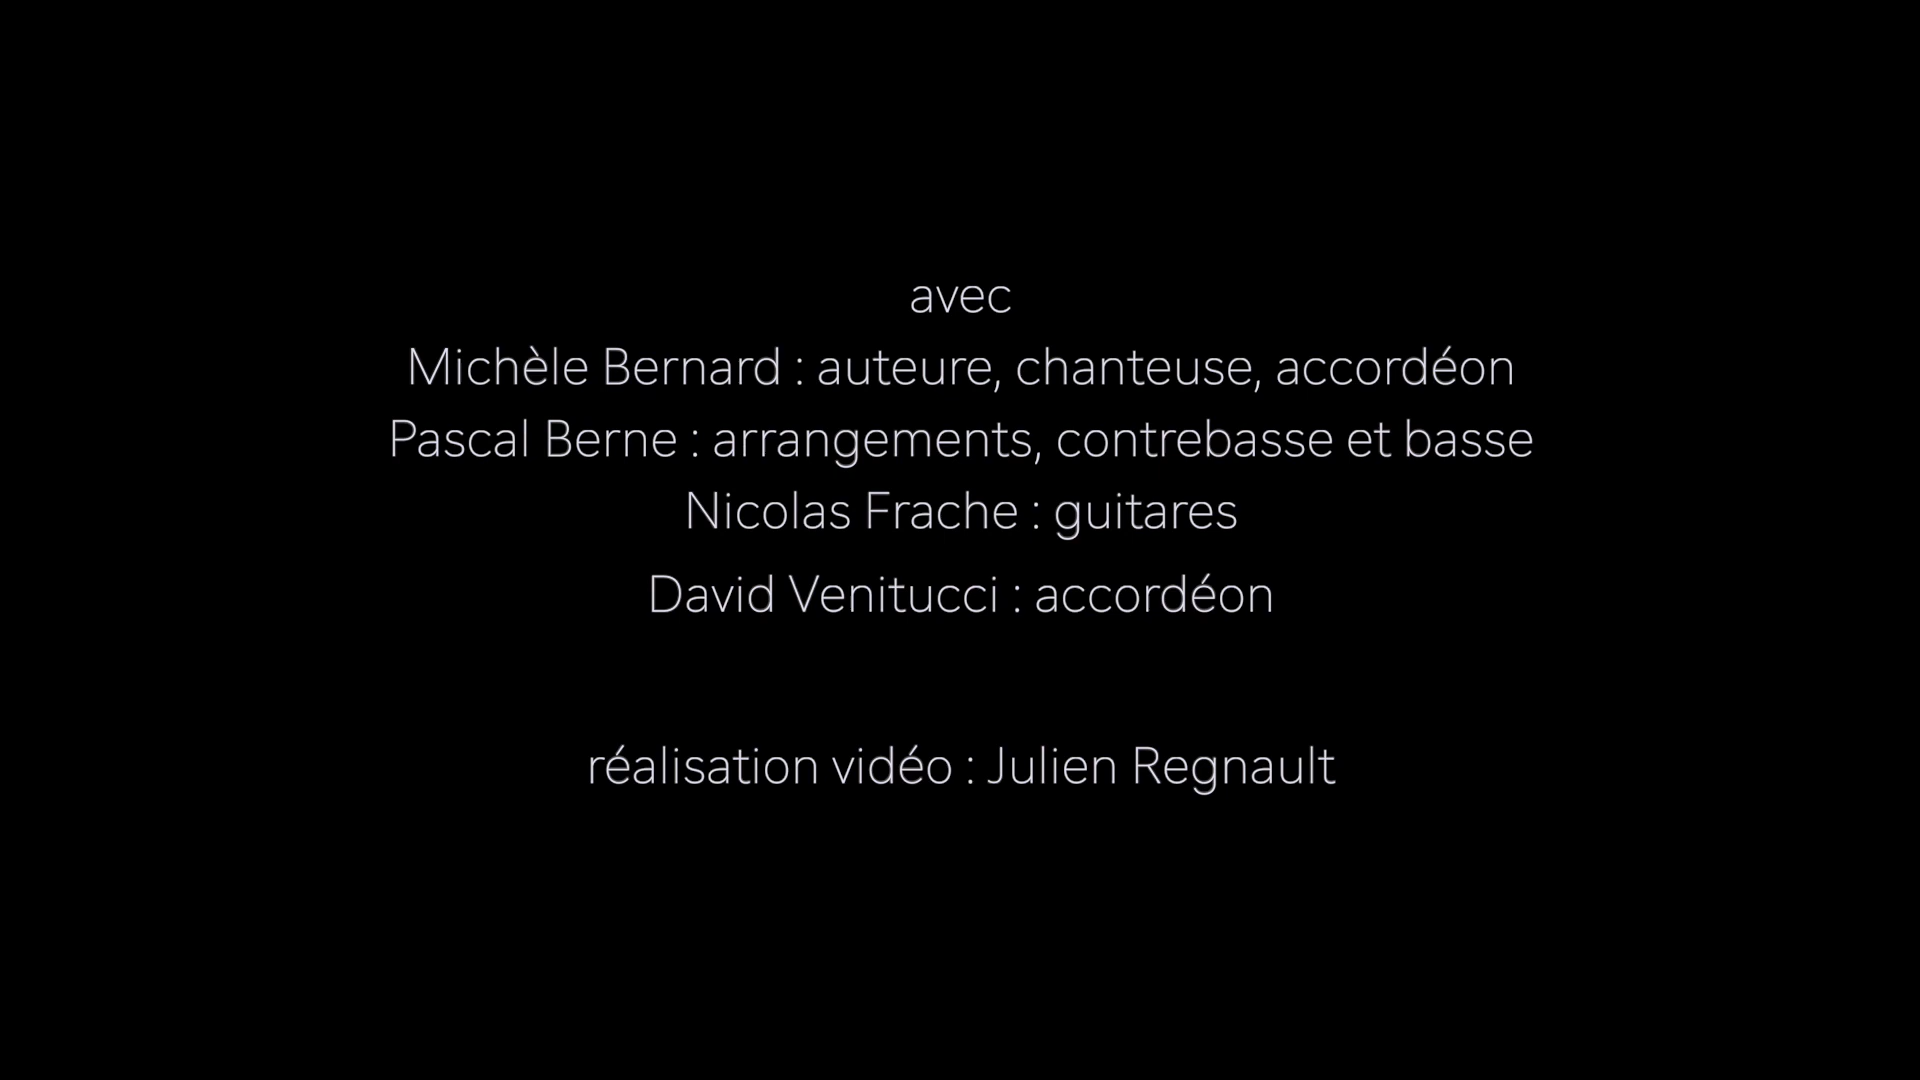 avec
Michèle Bernard : auteure, chanteuse, accordéon
Pascal Berne : arrangements, contrebasse et basse
Nicolas Frache : guitares
David Venitucci : accordéon
réalisation vidéo : Julien Regnault